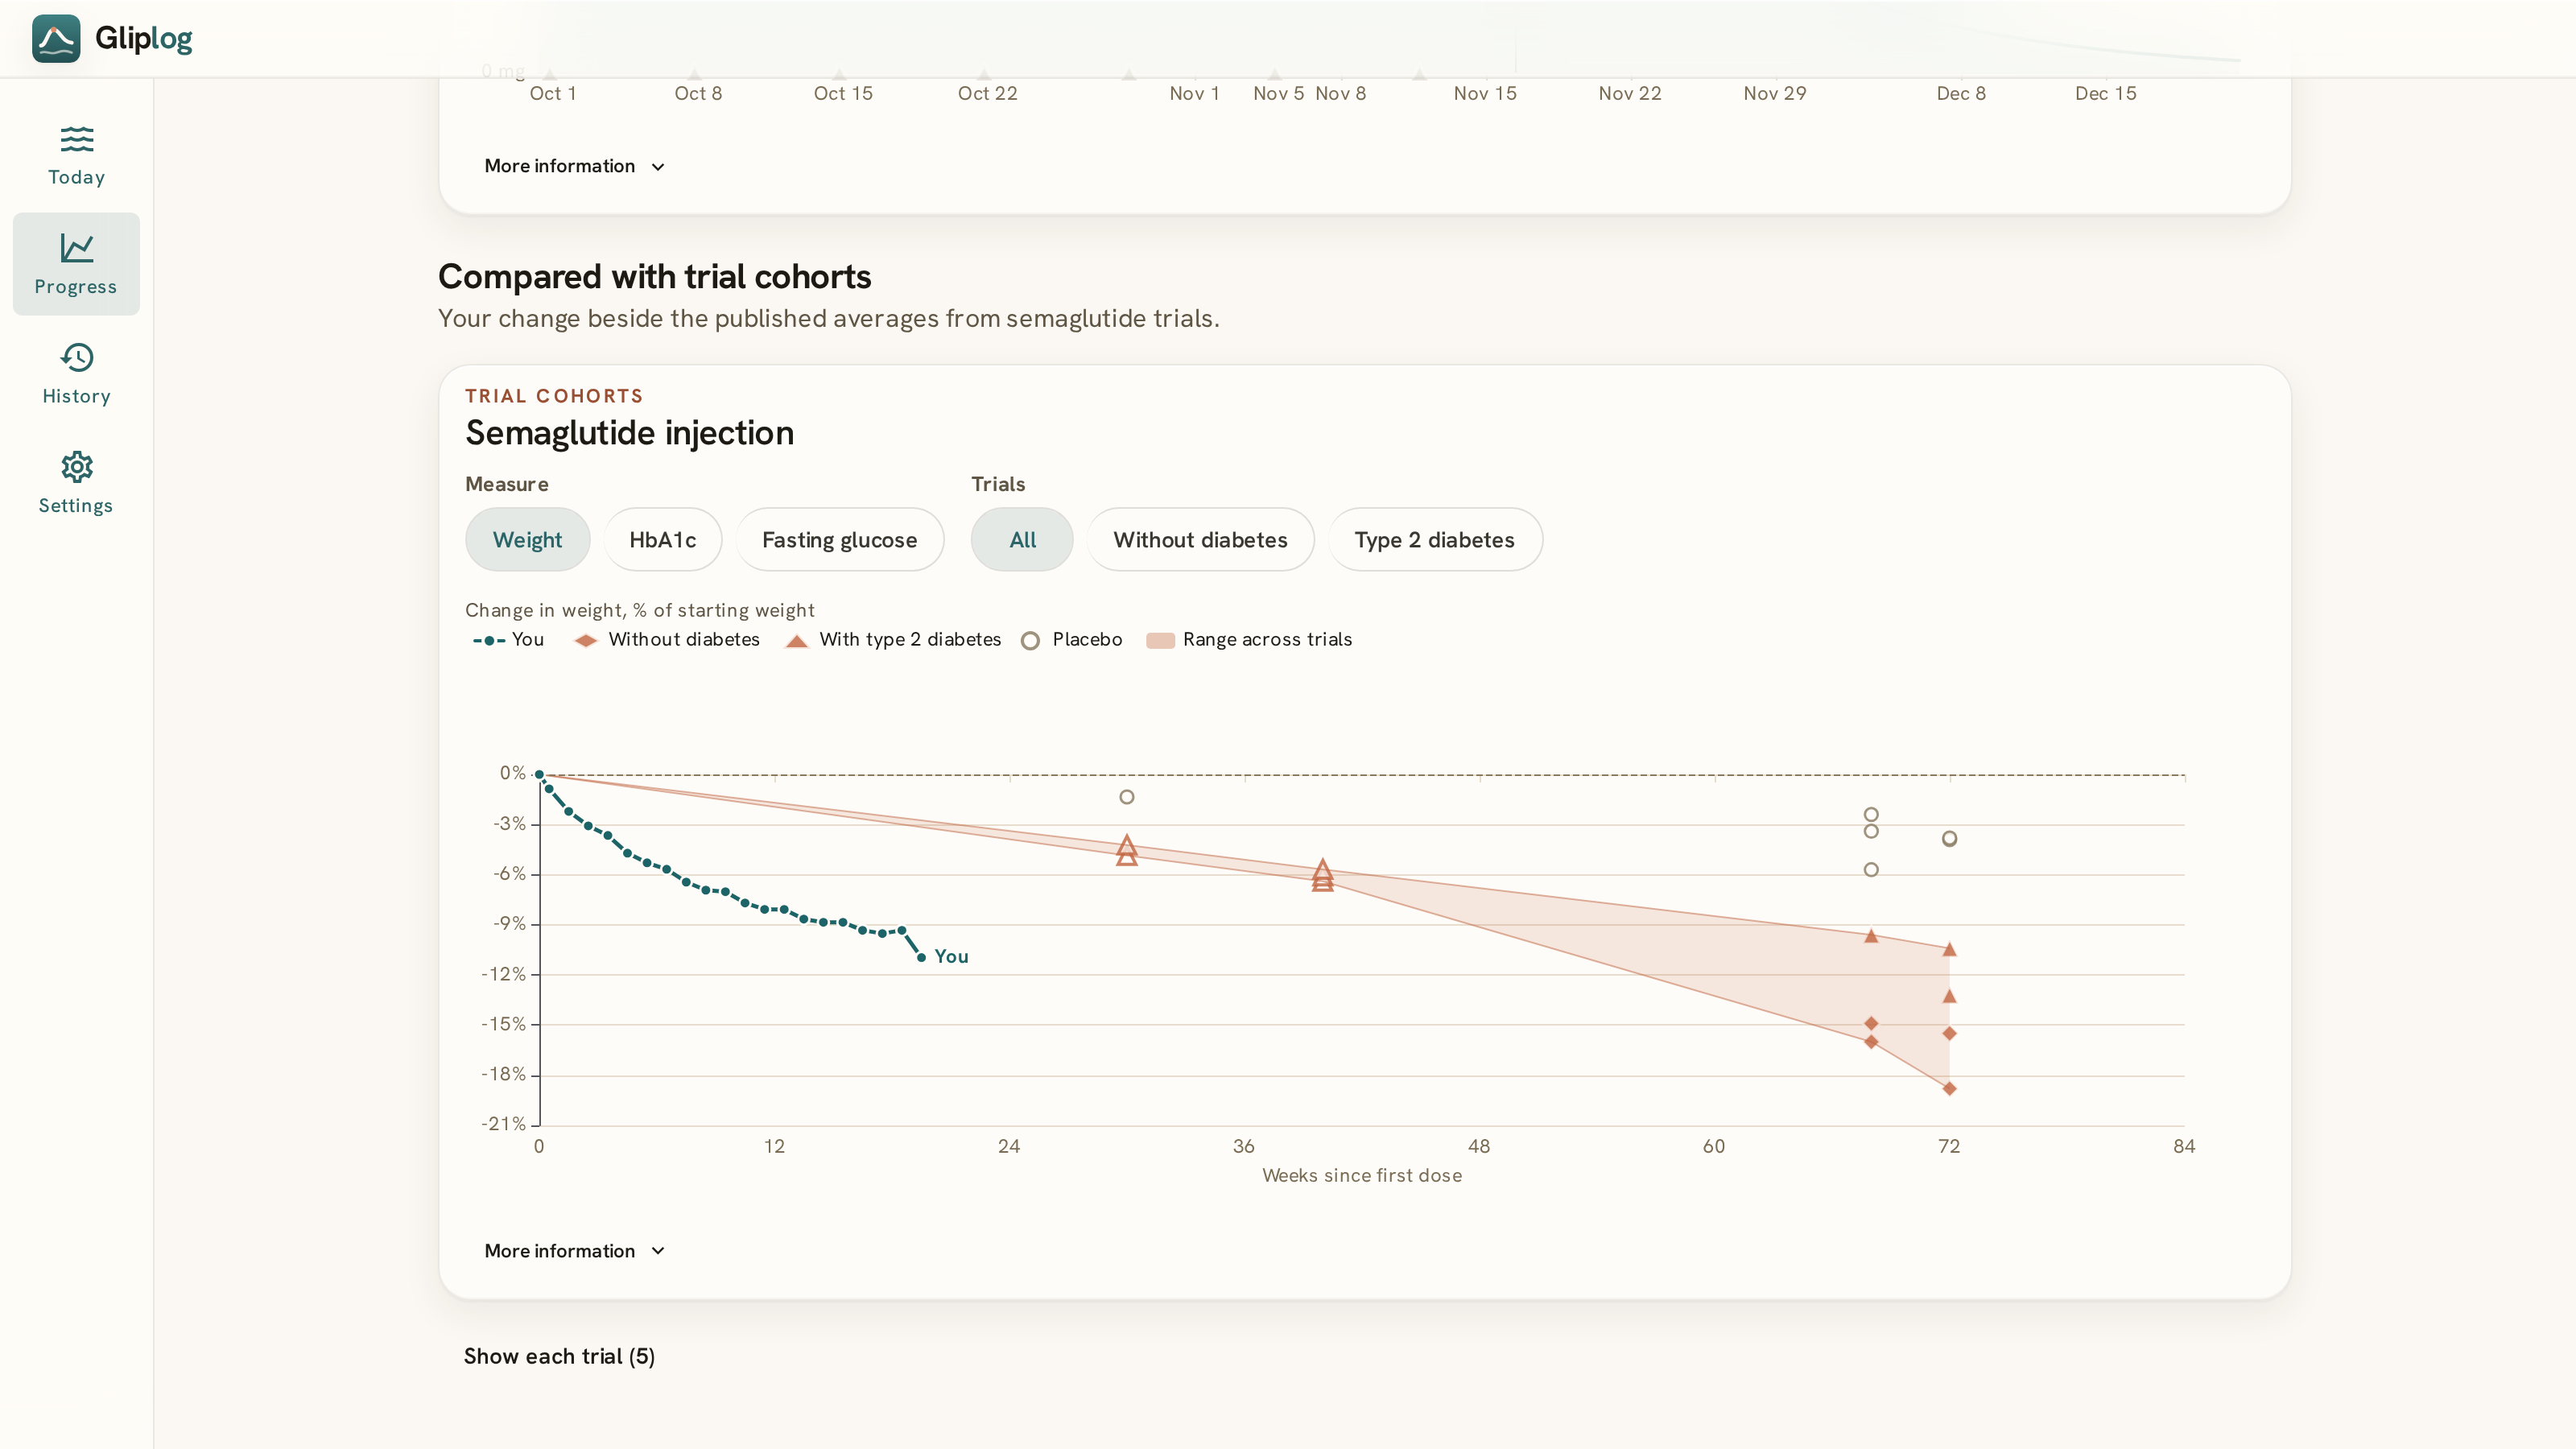 Gliplog
0 mg
Oct 1 Oct 8 Oct 15 Oct 22 Nov 1 Nov 5 Nov 8 Nov 15 Nov 22 Nov 29 Dec 8 Dec 15
More information
Today
Progress
History
Settings
Compared with trial cohorts
Your change beside the published averages from semaglutide trials.
TRIAL COHORTS
Semaglutide injection
Measure Trials
Weight HbA1c Fasting glucose All Without diabetes Type 2 diabetes
Change in weight, % of starting weight
You Without diabetes With type 2 diabetes Placebo Range across trials
0%
-3%
-6%
-9%
You
-12%
-15%
-18%
-21%
0 12 24 36 48 60 72 84
Weeks since first dose
More information
Show each trial (5)